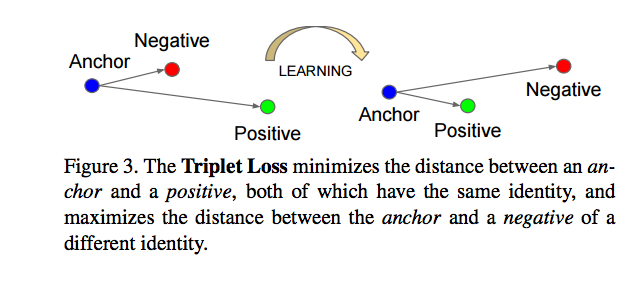 Negative
Anchor
LEARNING
Positive
Anchor
Positive
Negative
Figure 3. The Triplet Loss minimizes the distance between an an-
chor and a positive, both of which have the same identity, and
maximizes the distance between the anchor and a negative of a
different identity.